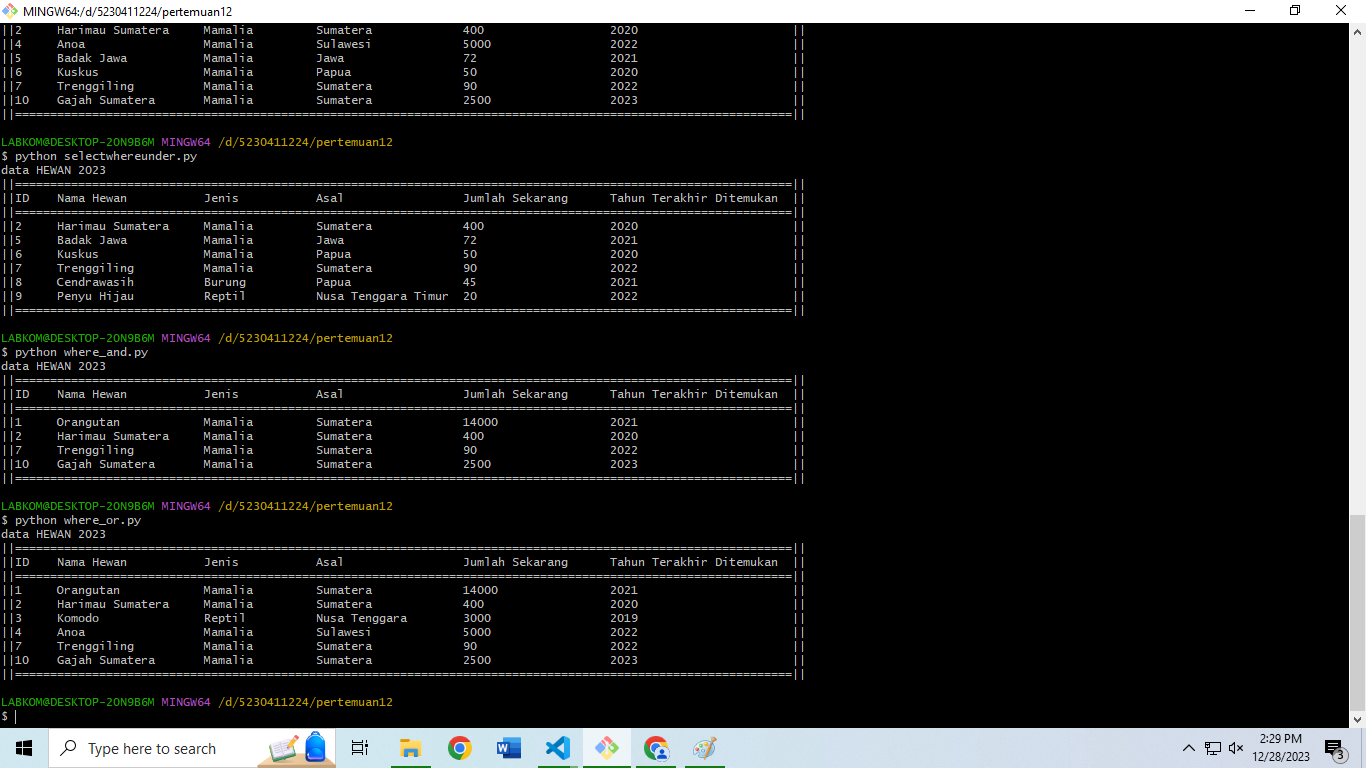 MINGW64:/d/5230411224/pertemuan12
||2 Harimau Sumatera Mamalia Sumatera 400 2020 ||
||4 Anoa Mamalia Sulawesi 5000 2022 ||
||5 Badak Jawa Mamalia Jawa 72 2021 ||
||6 Kuskus Mamalia Papua 50 2020 ||
||7 Trenggiling Mamalia Sumatera 90 2022 ||
||10 Gajah Sumatera Mamalia Sumatera 2500 2023 ||
||===============================================================================================================||
LABKOM@DESKTOP-2ON9B6M MINGW64 /d/5230411224/pertemuan12
$ python selectwhereunder.py
data HEWAN 2023
||===============================================================================================================||
||ID Nama Hewan Jenis Asal Jumlah Sekarang Tahun Terakhir Ditemukan ||
||===============================================================================================================||
||2 Harimau Sumatera Mamalia Sumatera 400 2020 ||
||5 Badak Jawa Mamalia Jawa 72 2021 ||
||6 Kuskus Mamalia Papua 50 2020 ||
||7 Trenggiling Mamalia Sumatera 90 2022 ||
||8 Cendrawasih Burung Papua 45 2021 ||
||9 Penyu Hijau Reptil Nusa Tenggara Timur 20 2022 ||
||===============================================================================================================||
LABKOM@DESKTOP-2ON9B6M MINGW64 /d/5230411224/pertemuan12
$ python where_and.py
data HEWAN 2023
||===============================================================================================================||
||ID Nama Hewan Jenis Asal Jumlah Sekarang Tahun Terakhir Ditemukan ||
||===============================================================================================================||
||1 Orangutan Mamalia Sumatera 14000 2021 ||
||2 Harimau Sumatera Mamalia Sumatera 400 2020 ||
||7 Trenggiling Mamalia Sumatera 90 2022 ||
||10 Gajah Sumatera Mamalia Sumatera 2500 2023 ||
||===============================================================================================================||
LABKOM@DESKTOP-2ON9B6M MINGW64 /d/5230411224/pertemuan12
$ python where_or.py
data HEWAN 2023
||===============================================================================================================||
||ID Nama Hewan Jenis Asal Jumlah Sekarang Tahun Terakhir Ditemukan ||
||===============================================================================================================||
||1 Orangutan Mamalia Sumatera 14000 2021 ||
||2 Harimau Sumatera Mamalia Sumatera 400 2020 ||
||3 Komodo Reptil Nusa Tenggara 3000 2019 ||
||4 Anoa Mamalia Sulawesi 5000 2022 ||
||7 Trenggiling Mamalia Sumatera 90 2022 ||
||10 Gajah Sumatera Mamalia Sumatera 2500 2023 ||
||===============================================================================================================||
LABKOM@DESKTOP-2ON9B6M MINGW64 /d/5230411224/pertemuan12
$
Type here to search
2:29 PM
12/28/2023
3